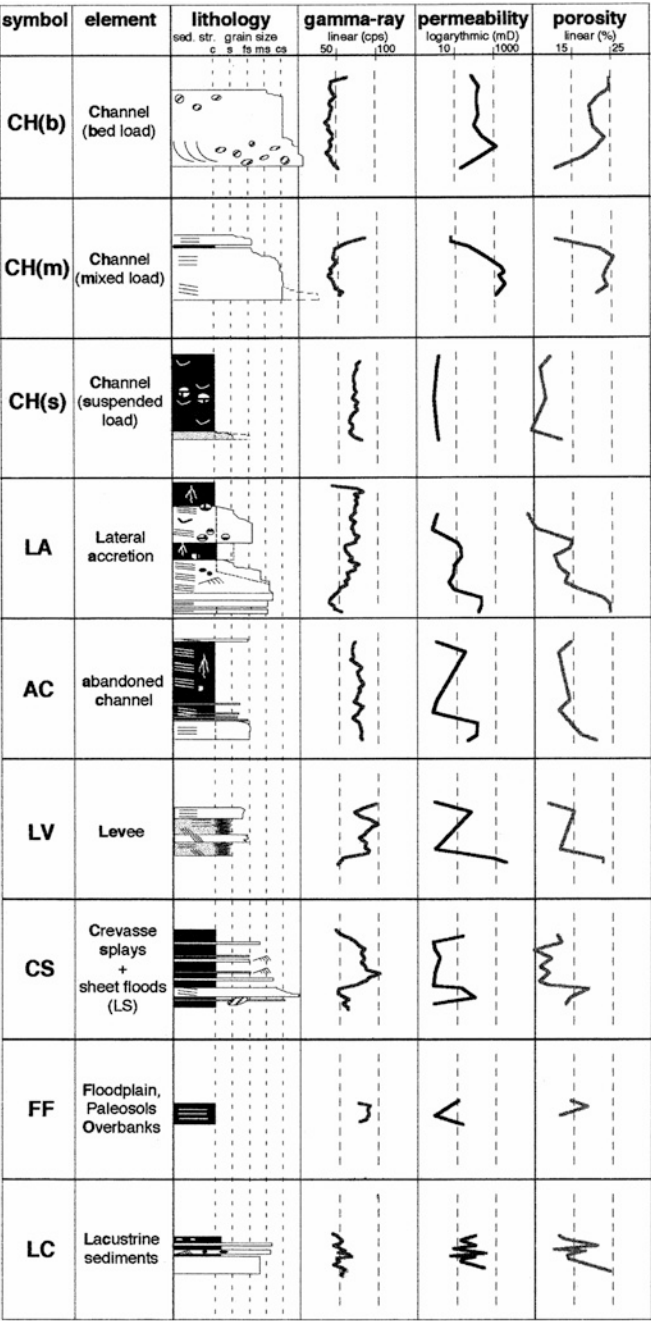 symbol element lithology gamma-ray permeability porosity
sed. str. grain size linear (cps) logarythmic (mD) linear (%)
c s fs ms cs 50 100 10 1000 15 25
CH(b)
Channel
(bed load)
CH(m)
Channel
(mixed load)
CH(s)
Channel
(suspended
load)
LA
Lateral
accretion
AC
abandoned
channel
LV
Levee
CS
Crevasse
splays
+
sheet floods
(LS)
FF
Floodplain,
Paleosols
Overbanks
LC
Lacustrine
sediments